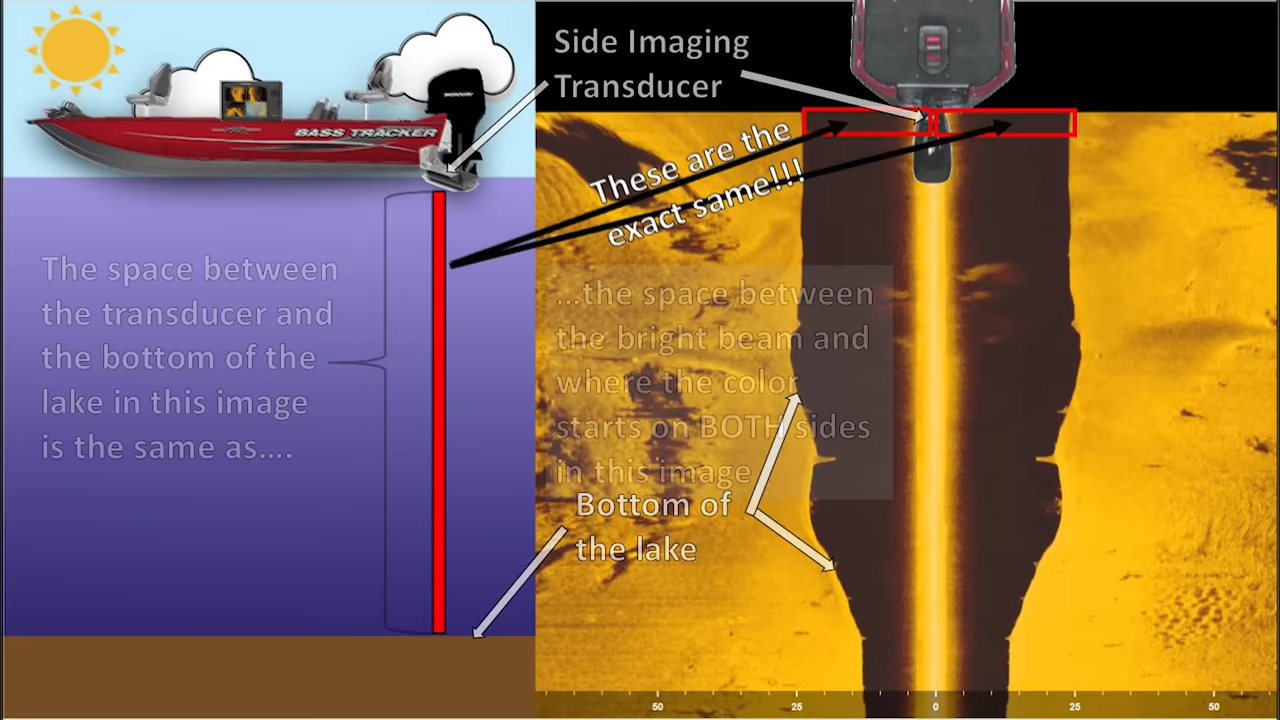 Side Imaging
Transducer
BASS TRACKER
These are the
exact same!!!
The space between
the transducer and
the bottom of the
lake in this image
is the same as....
...the space between
the bright beam and
where the color
starts on BOTH sides
in this image
Bottom of
the lake
50 25 0 25 50